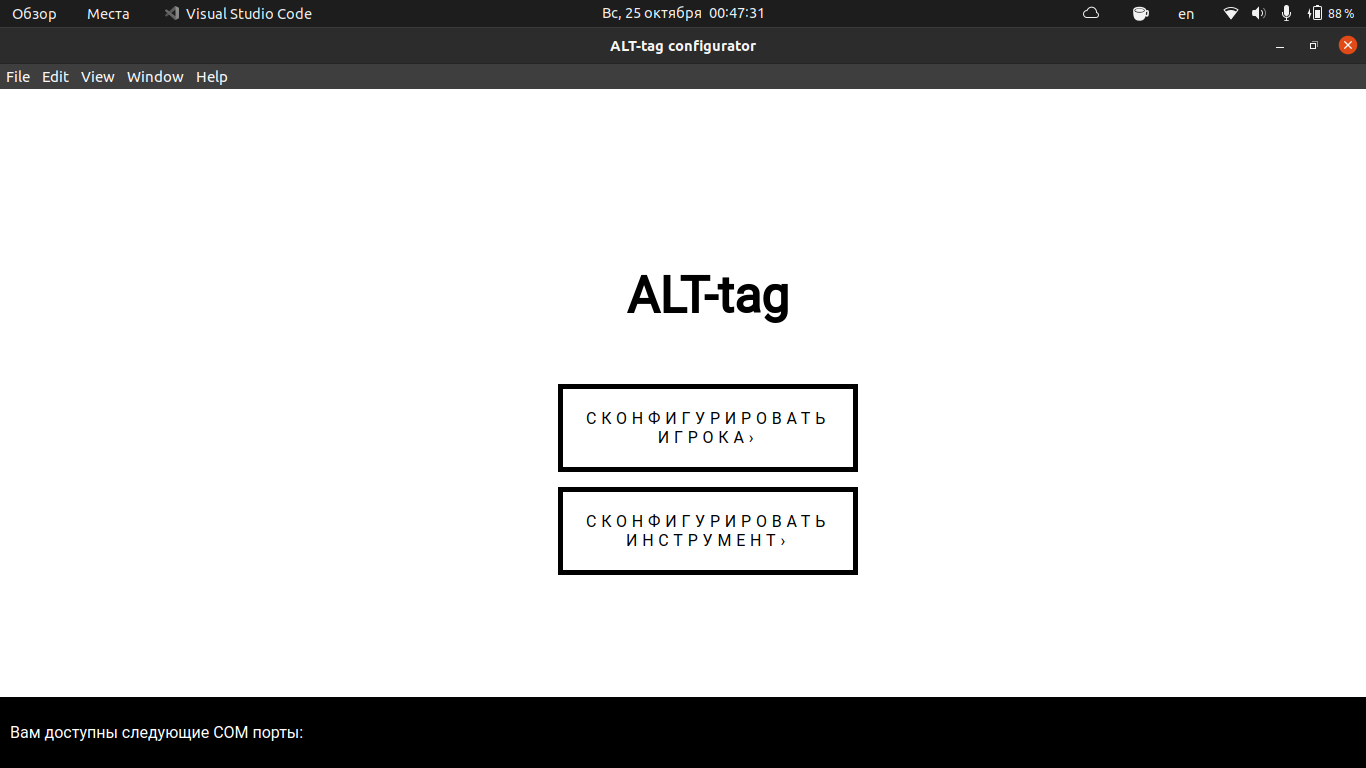 Обзор Места Visual Studio Code Вс, 25 октября 00:47:31 en 88 %
ALT-tag configurator
File Edit View Window Help
ALT-tag
СКОНФИГУРИРОВАТЬ
ИГРОКА›
СКОНФИГУРИРОВАТЬ
ИНСТРУМЕНТ›
Вам доступны следующие COM порты: